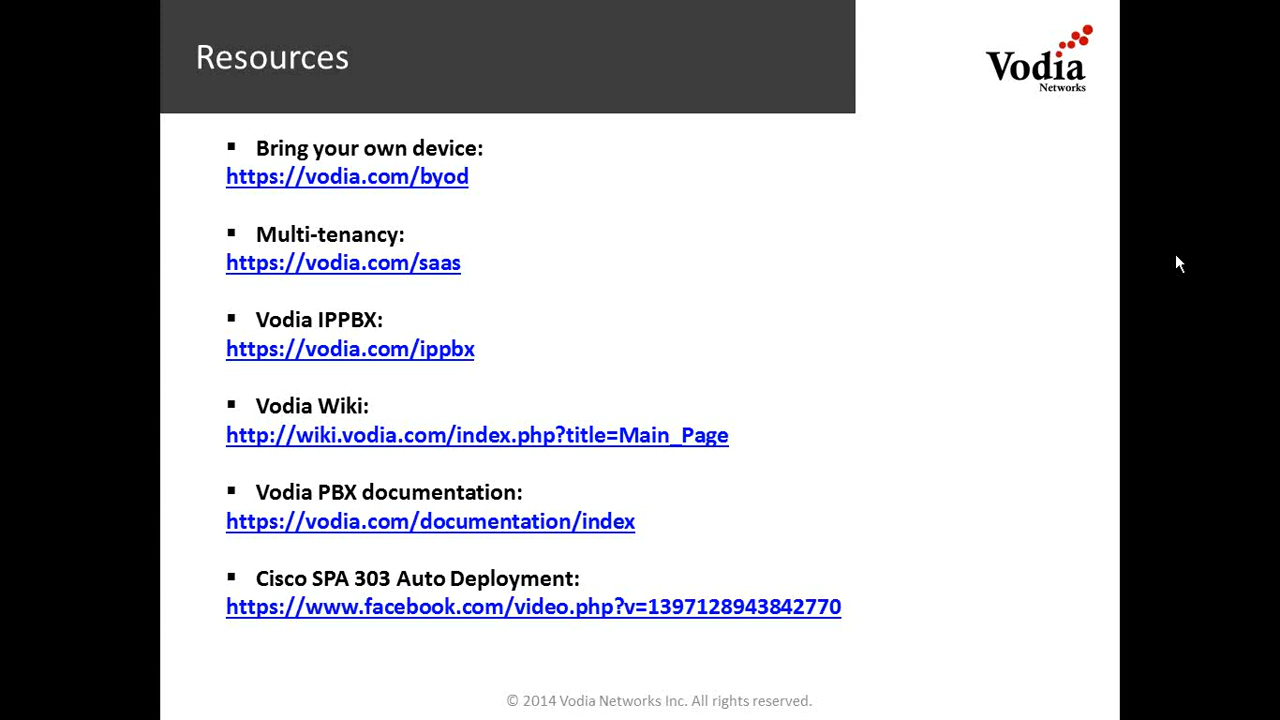 Resources
Vodia
Networks
▪ Bring your own device:
https://vodia.com/byod
▪ Multi-tenancy:
https://vodia.com/saas
▪ Vodia IPPBX:
https://vodia.com/ippbx
▪ Vodia Wiki:
http://wiki.vodia.com/index.php?title=Main_Page
▪ Vodia PBX documentation:
https://vodia.com/documentation/index
▪ Cisco SPA 303 Auto Deployment:
https://www.facebook.com/video.php?v=1397128943842770
© 2014 Vodia Networks Inc. All rights reserved.